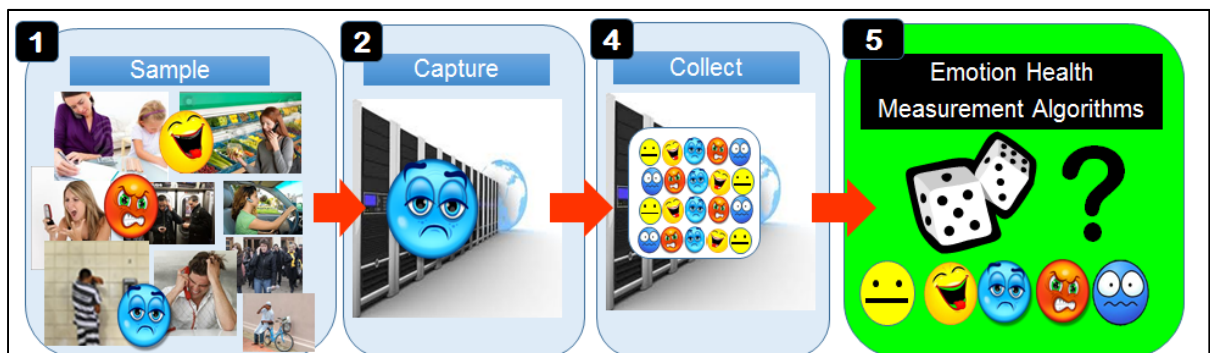 1
Sample
2
Capture
4
Collect
5
Emotion Health
Measurement Algorithms
?